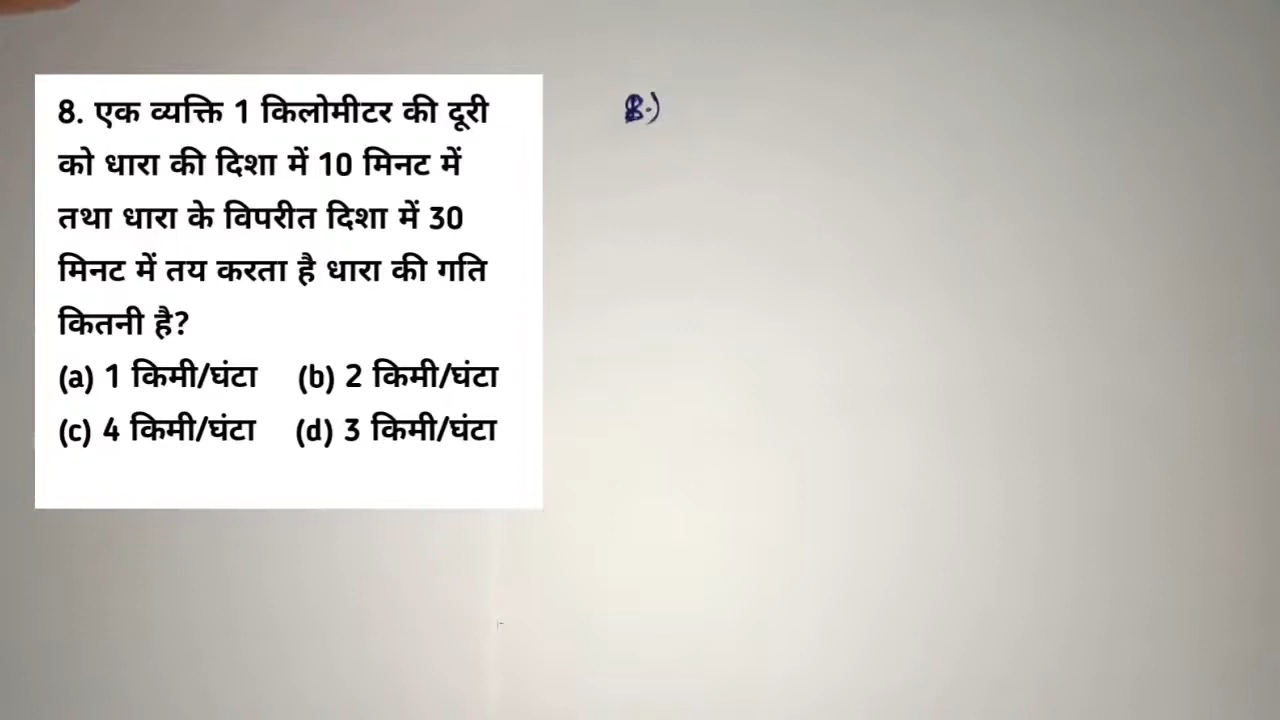 8. एक व्यक्ति 1 किलोमीटर की दूरी
को धारा की दिशा में 10 मिनट में
तथा धारा के विपरीत दिशा में 30
मिनट में तय करता है धारा की गति
कितनी है?
(a) 1 किमी/घंटा (b) 2 किमी/घंटा
(c) 4 किमी/घंटा (d) 3 किमी/घंटा
8.)